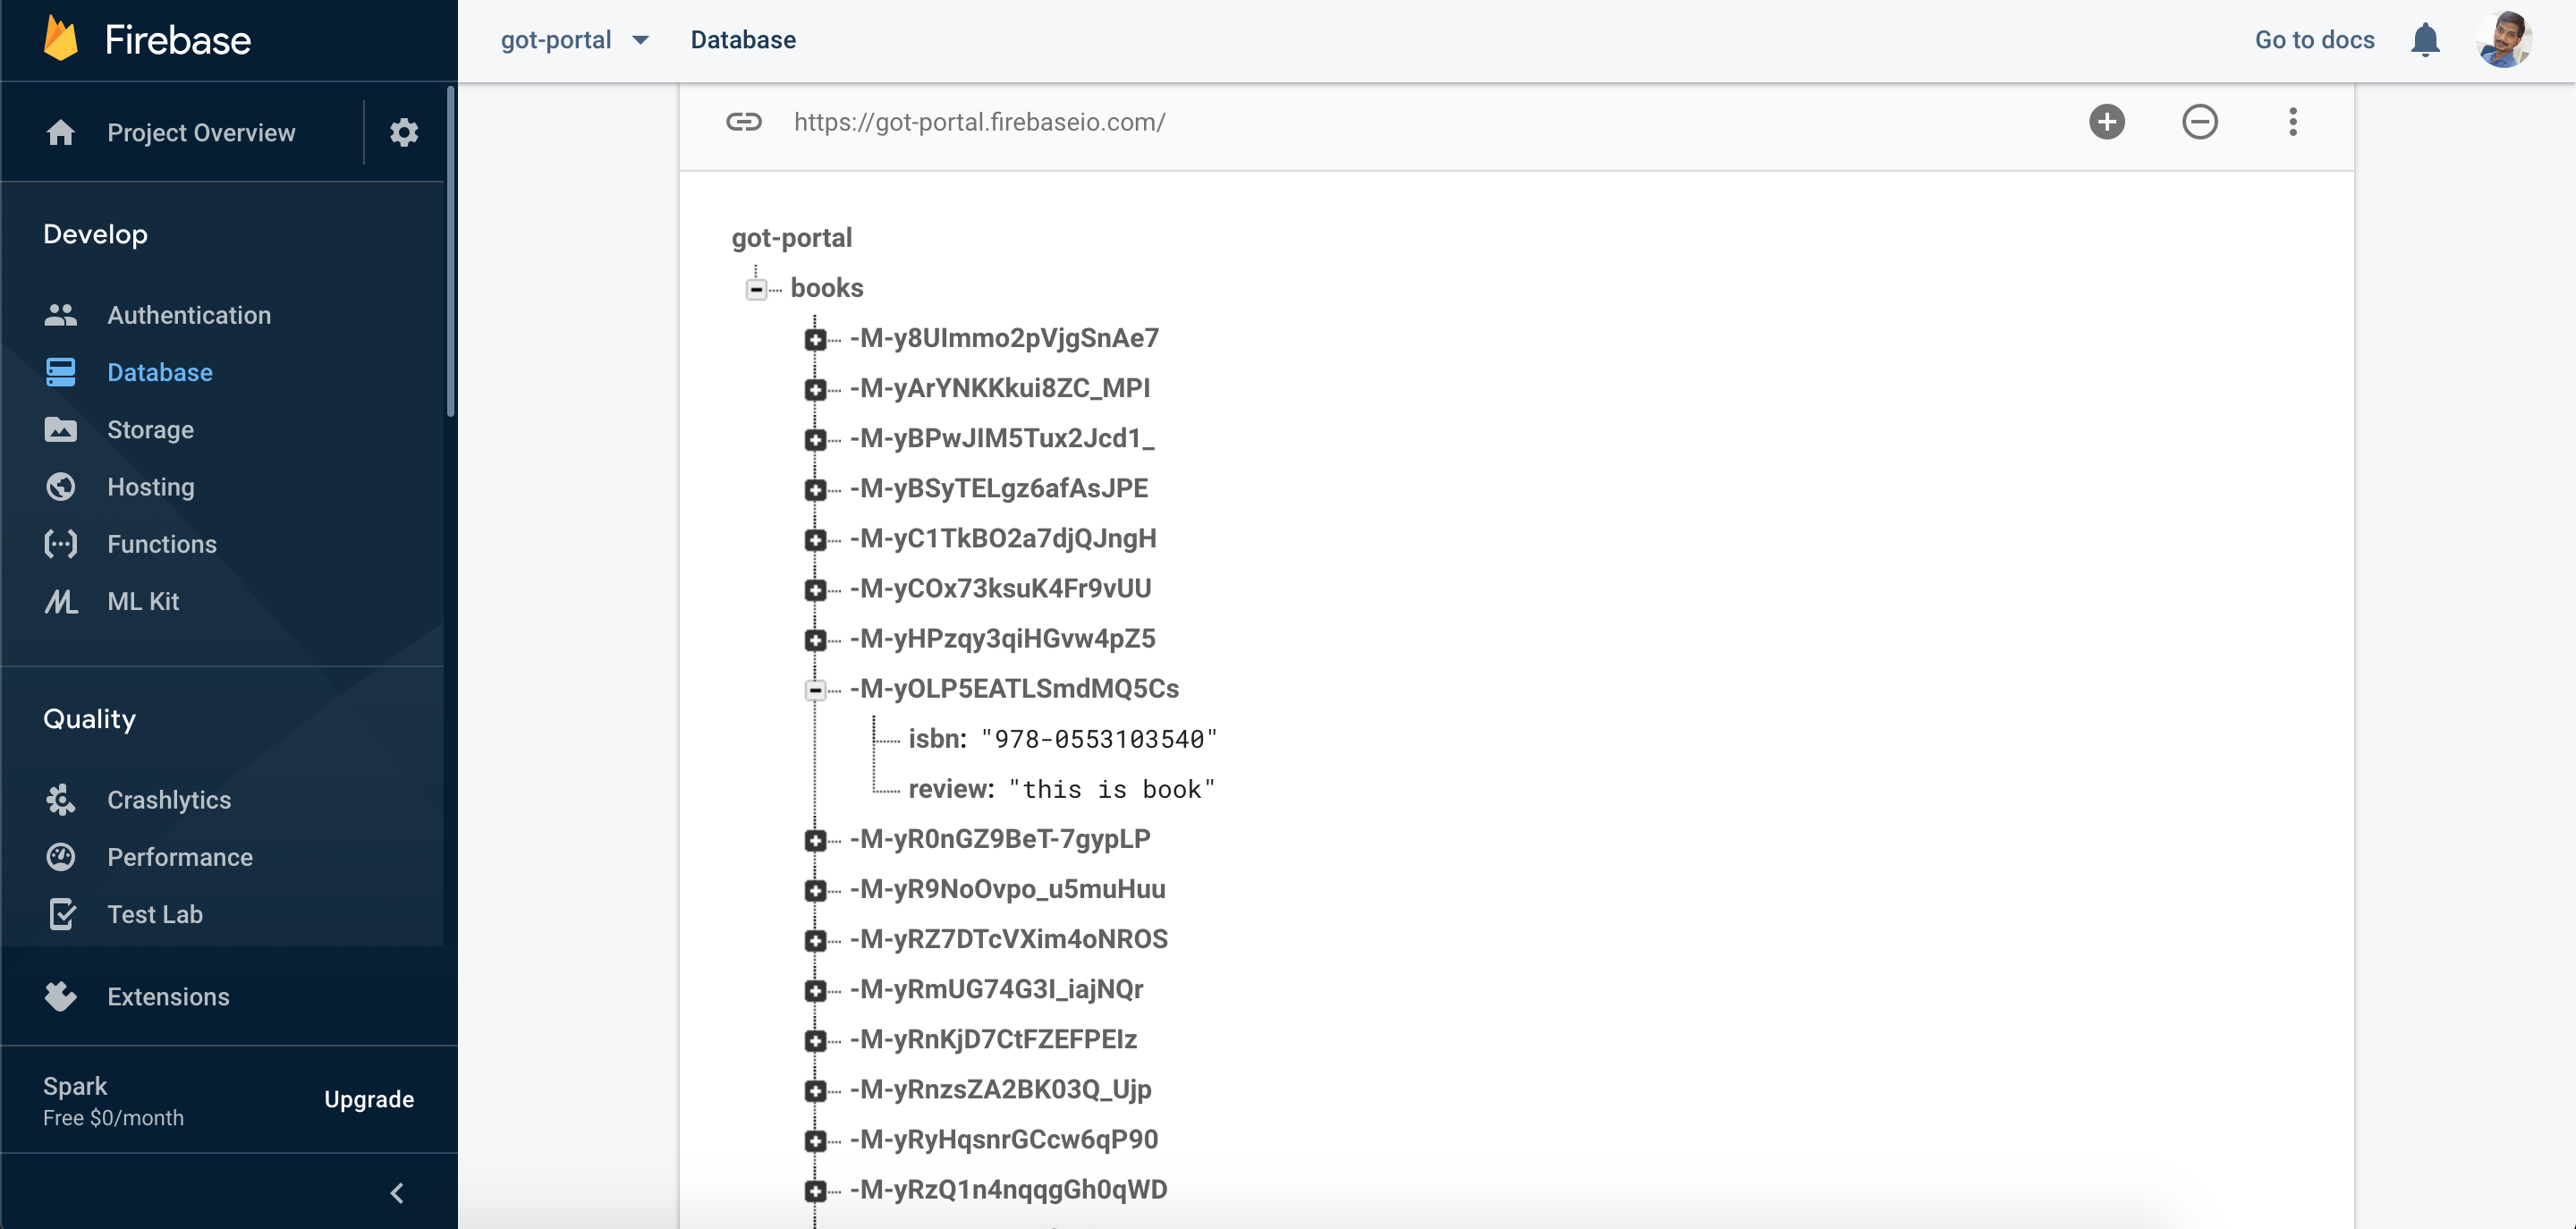 Firebase
got-portal
Database
Go to docs
Project Overview
https://got-portal.firebaseio.com/
Develop
Authentication
Database
Storage
Hosting
Functions
ML Kit
Quality
Crashlytics
Performance
Test Lab
Extensions
Spark
Free $0/month
Upgrade
got-portal
books
-M-y8UImmo2pVjgSnAe7
-M-yArYNKKkui8ZC_MPI
-M-yBPwJIM5Tux2Jcd1_
-M-yBSyTELgz6afAsJPE
-M-yC1TkBO2a7djQJngH
-M-yCOx73ksuK4Fr9vUU
-M-yHPzqy3qiHGvw4pZ5
-M-yOLP5EATLSmdMQ5Cs
isbn: "978-0553103540"
review: "this is book"
-M-yR0nGZ9BeT-7gypLP
-M-yR9NoOvpo_u5muHuu
-M-yRZ7DTcVXim4oNROS
-M-yRmUG74G3I_iajNQr
-M-yRnKjD7CtFZEFPEIz
-M-yRnzsZA2BK03Q_Ujp
-M-yRyHqsnrGCcw6qP90
-M-yRzQ1n4nqqgGh0qWD